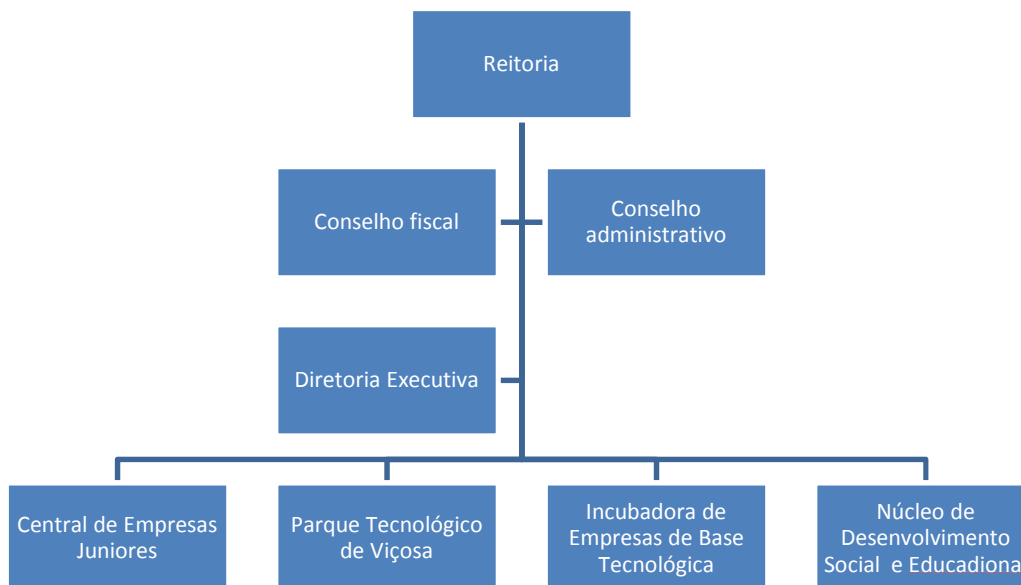 Reitoria
Conselho fiscal
Conselho
administrativo
Diretoria Executiva
Central de Empresas
Juniores
Parque Tecnológico
de Viçosa
Incubadora de
Empresas de Base
Tecnológica
Núcleo de
Desenvolvimento
Social e Educadiona